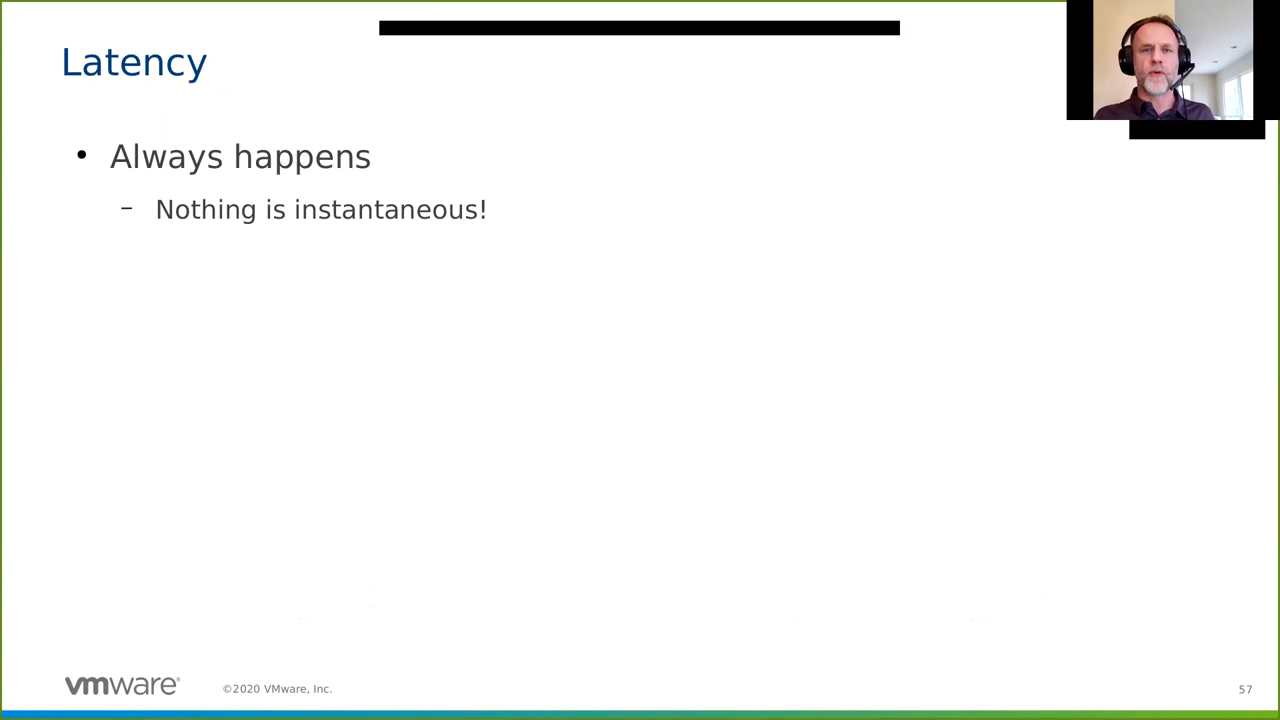 Latency
• Always happens
– Nothing is instantaneous!
vmware®
©2020 VMware, Inc.
57